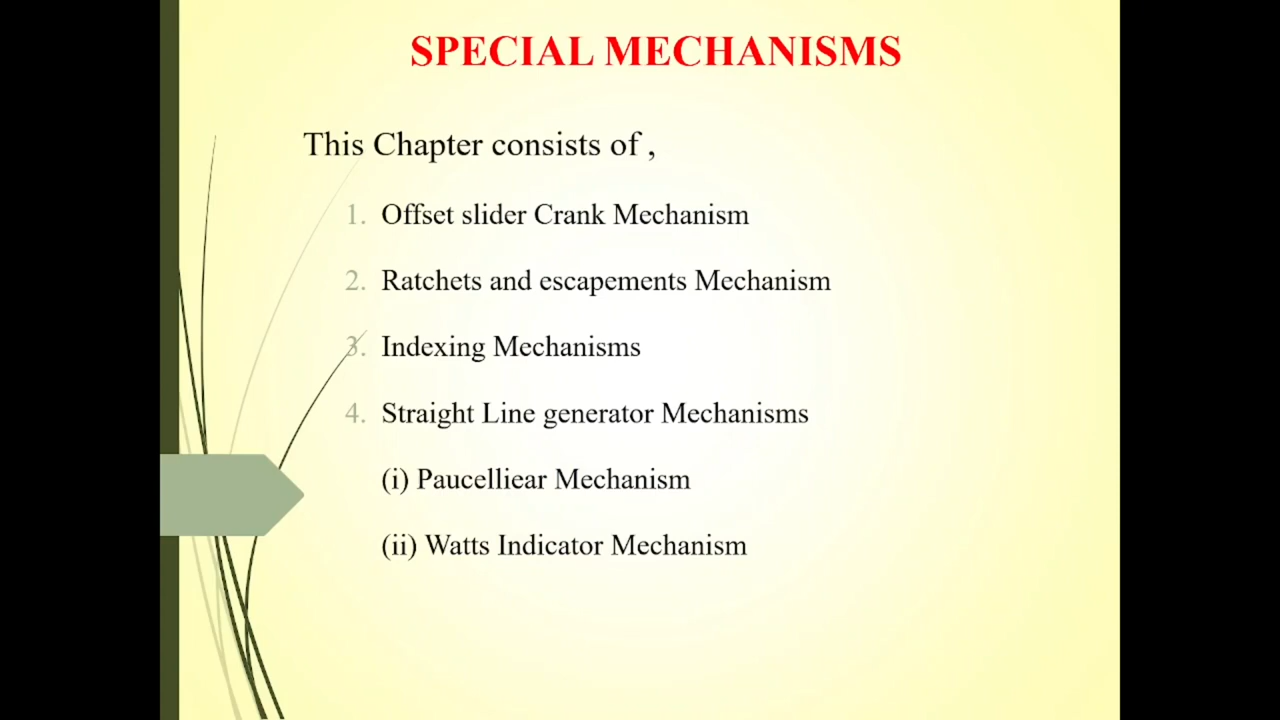 SPECIAL MECHANISMS
This Chapter consists of ,
1. Offset slider Crank Mechanism
2. Ratchets and escapements Mechanism
3. Indexing Mechanisms
4. Straight Line generator Mechanisms
(i) Paucelliear Mechanism
(ii) Watts Indicator Mechanism